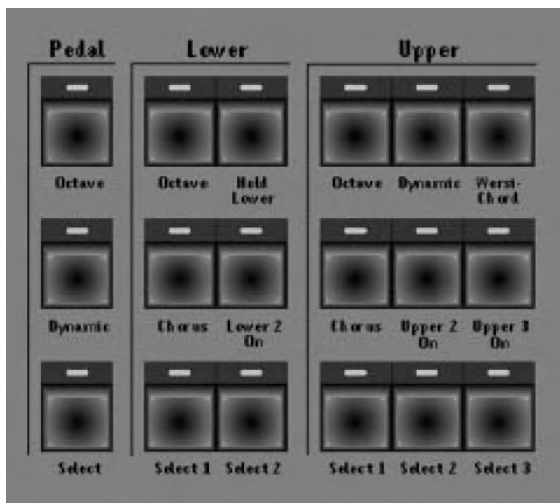 Pedal Lower Upper
Octave Octave Hold Lower Octave Dynamic Wersi-Chord
Dynamic Chorus Lower 2 On Chorus Upper 2 On Upper 3 On
Select Select 1 Select 2 Select 1 Select 2 Select 3